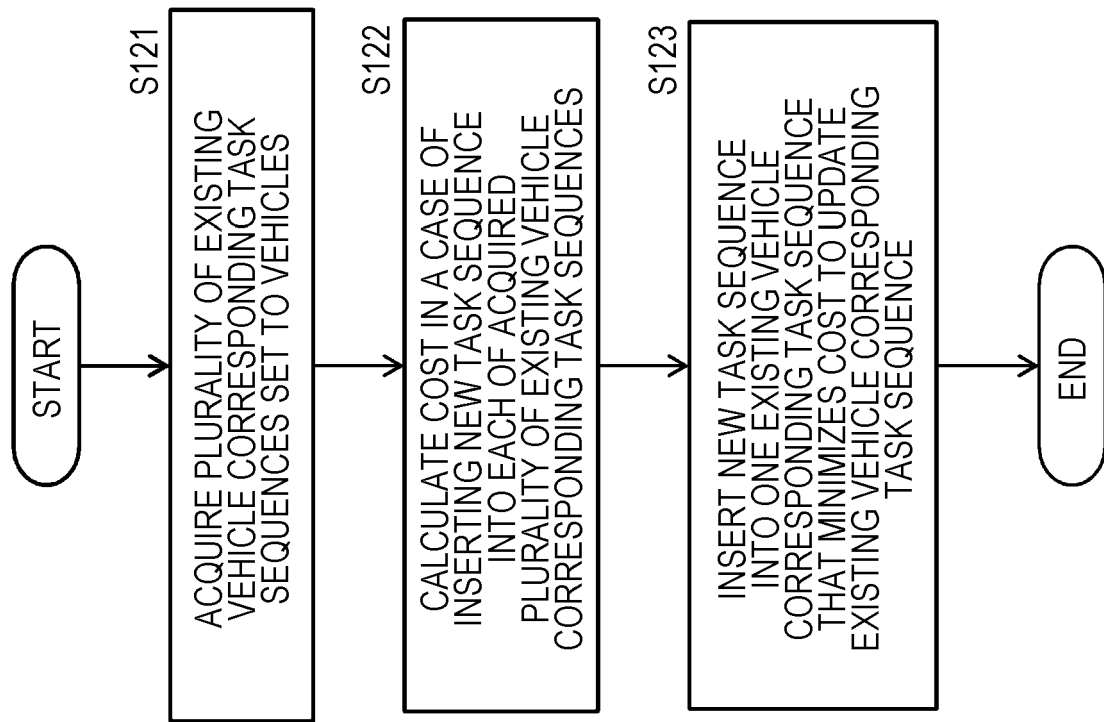 START
S121
ACQUIRE PLURALITY OF EXISTING
VEHICLE CORRESPONDING TASK
SEQUENCES SET TO VEHICLES
S122
CALCULATE COST IN A CASE OF
INSERTING NEW TASK SEQUENCE
INTO EACH OF ACQUIRED
PLURALITY OF EXISTING VEHICLE
CORRESPONDING TASK SEQUENCES
S123
INSERT NEW TASK SEQUENCE
INTO ONE EXISTING VEHICLE
CORRESPONDING TASK SEQUENCE
THAT MINIMIZES COST TO UPDATE
EXISTING VEHICLE CORRESPONDING
TASK SEQUENCE
END